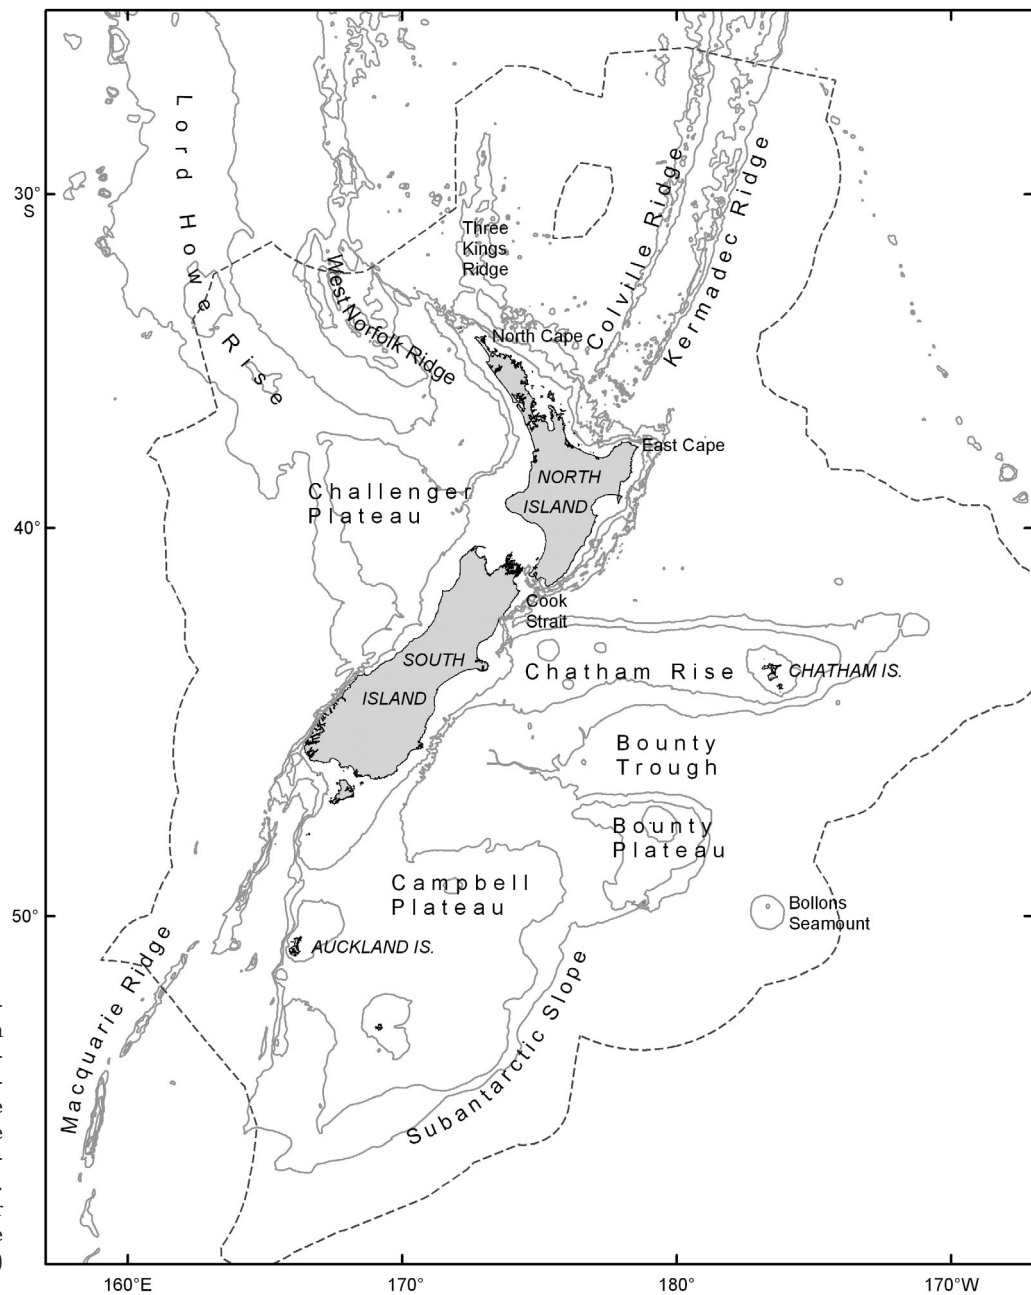 Lord Howe Rise
30°
S
Three
Kings
Ridge
Colville Ridge
Kermadec Ridge
West Norfolk Ridge
North Cape
East Cape
NORTH
ISLAND
Challenger
Plateau
40°
Cook
Strait
SOUTH
ISLAND
Chatham Rise
CHATHAM IS.
Bounty
Trough
Bounty
Plateau
Campbell
Plateau
50°
Bollons
Seamount
AUCKLAND IS.
Macquarie Ridge
Subantarctic Slope
160°E
170°
180°
170°W